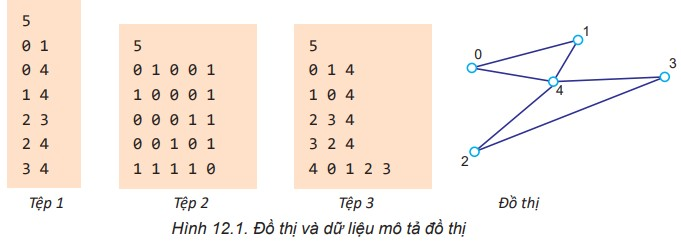 5
0 1
0 4
1 4
2 3
2 4
3 4
Tệp 1
5
0 1 0 0 1
1 0 0 0 1
0 0 0 1 1
0 0 1 0 1
1 1 1 1 0
Tệp 2
5
0 1 4
1 0 4
2 3 4
3 2 4
4 0 1 2 3
Tệp 3
0
1
3
4
2
Đồ thị
Hình 12.1. Đồ thị và dữ liệu mô tả đồ thị